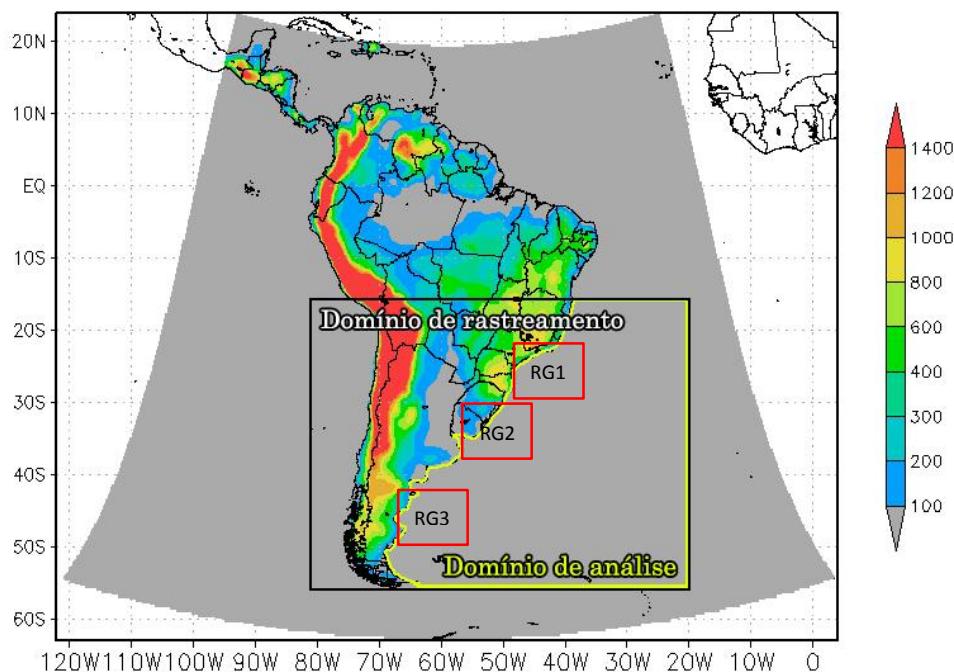 20N
10N
EQ
10S
20S
30S
40S
50S
60S
120W 110W 100W 90W 80W 70W 60W 50W 40W 30W 20W 10W 0
Domínio de rastreamento
RG1
RG2
RG3
Domínio de análise
1400
1200
1000
800
600
400
300
200
100